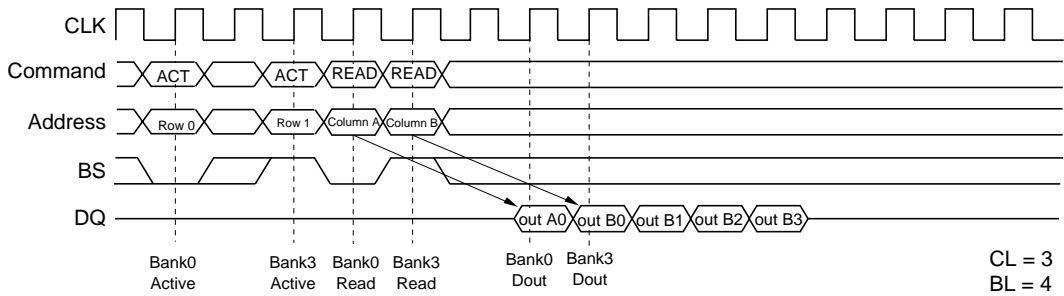 CLK
Command ACT ACT READ READ
Address Row 0 Row 1 Column A Column B
BS
DQ out A0 out B0 out B1 out B2 out B3
Bank0 Active
Bank3 Active
Bank0 Read
Bank3 Read
Bank0 Dout
Bank3 Dout
CL = 3
BL = 4